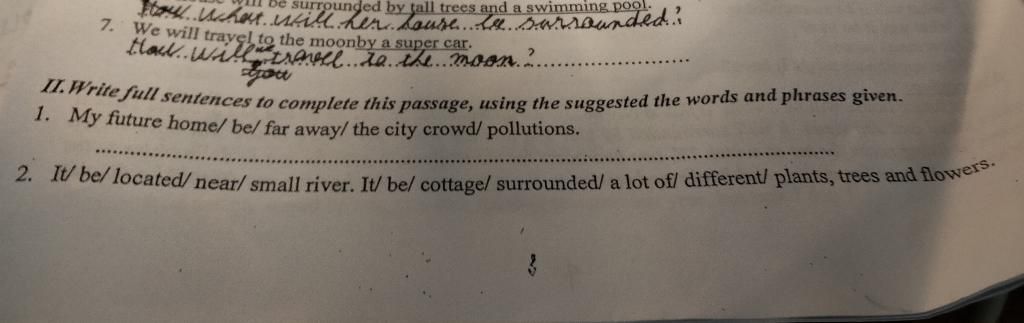 will be surrounded by tall trees and a swimming pool.
How what will her house be surrounded?
7. We will travel to the moonby a super car.
How will we travel to the moon?
you
II. Write full sentences to complete this passage, using the suggested the words and phrases given.
1. My future home/ be/ far away/ the city crowd/ pollutions.
2. It/ be/ located/ near/ small river. It/ be/ cottage/ surrounded/ a lot of/ different/ plants, trees and flowers.
3